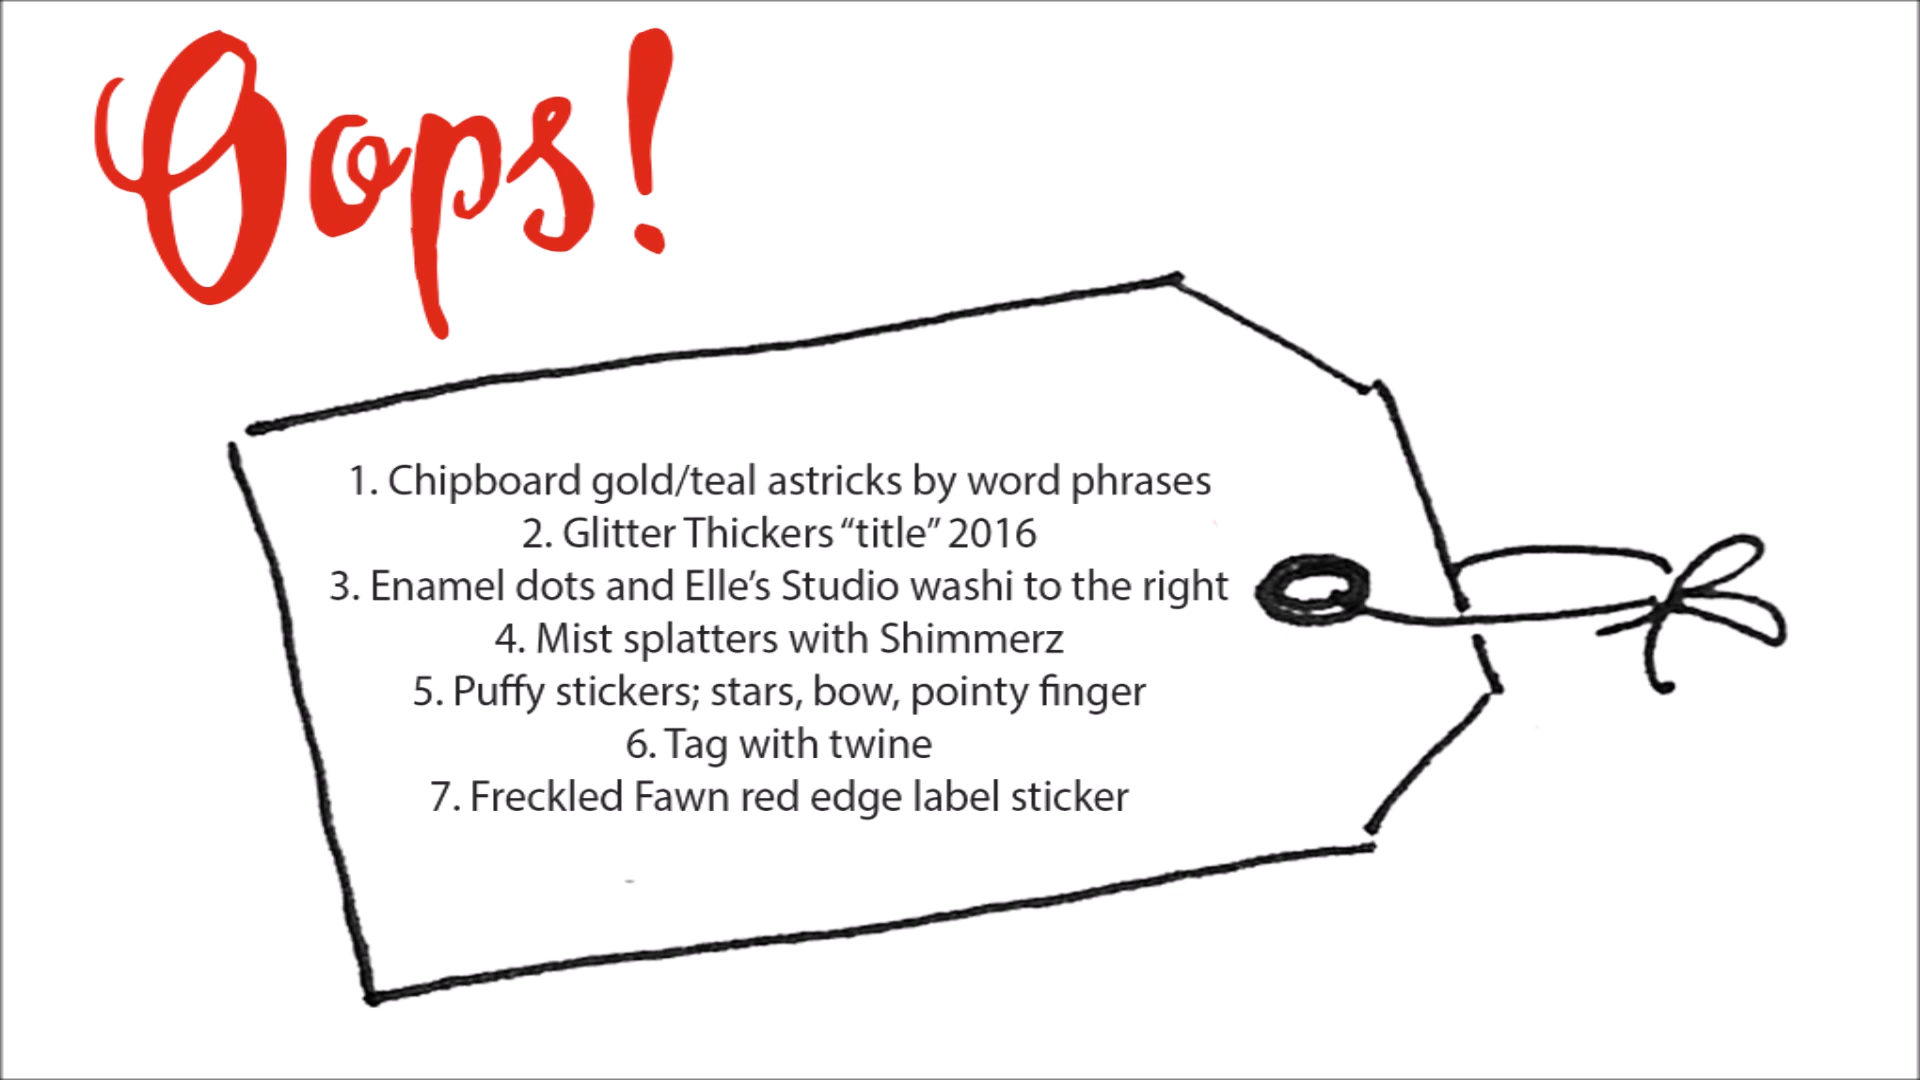 Oops!
1. Chipboard gold/teal astricks by word phrases
2. Glitter Thickers “title” 2016
3. Enamel dots and Elle’s Studio washi to the right
4. Mist splatters with Shimmerz
5. Puffy stickers; stars, bow, pointy finger
6. Tag with twine
7. Freckled Fawn red edge label sticker